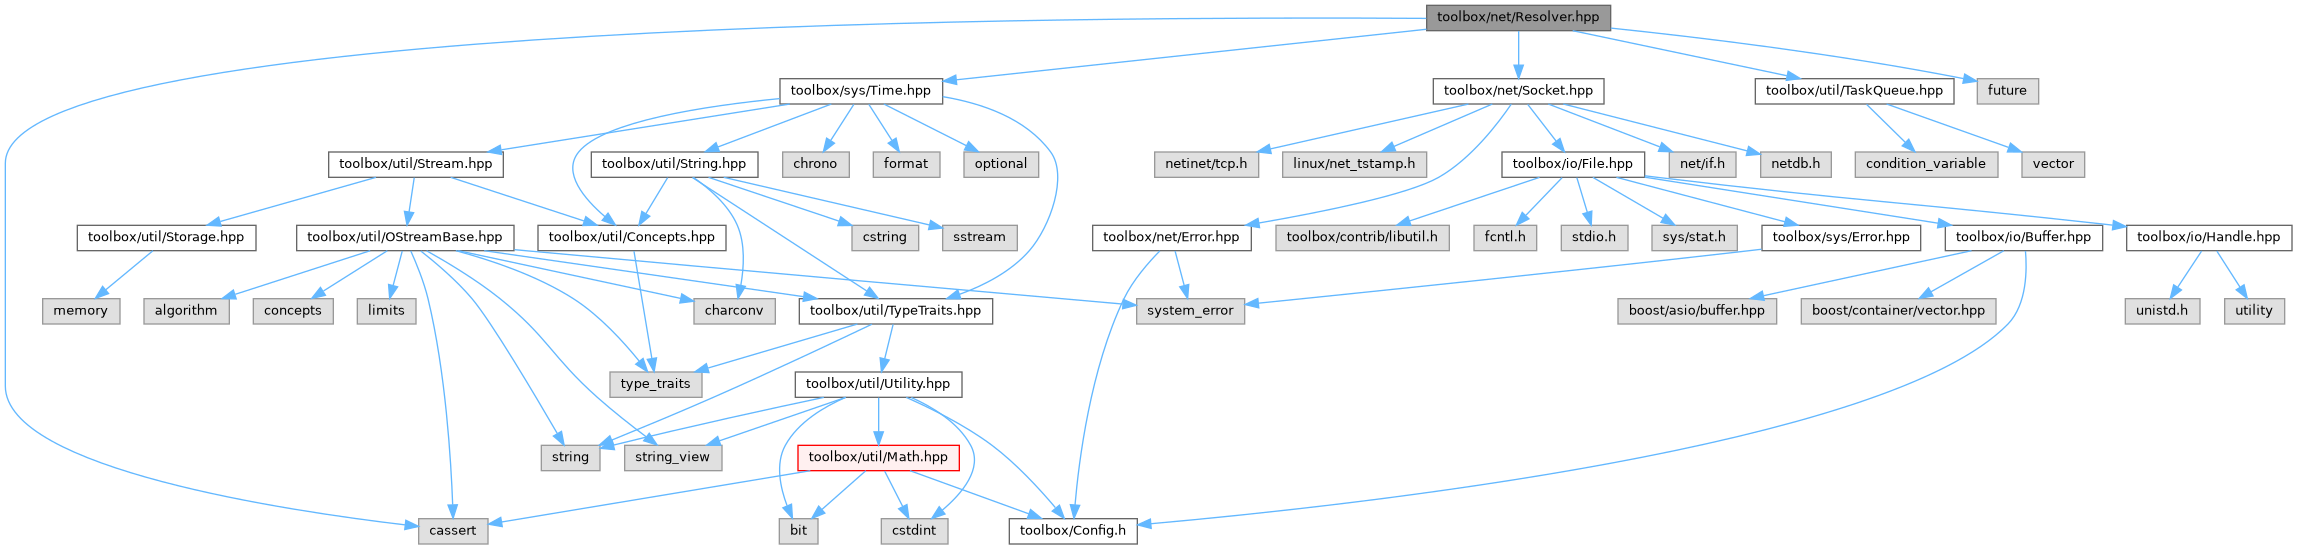 toolbox/net/Resolver.hpp
toolbox/sys/Time.hpp
toolbox/net/Socket.hpp
toolbox/util/TaskQueue.hpp
future
toolbox/util/Stream.hpp
toolbox/util/String.hpp
chrono
format
optional
netinet/tcp.h
linux/net_tstamp.h
toolbox/io/File.hpp
net/if.h
netdb.h
condition_variable
vector
toolbox/util/Storage.hpp
toolbox/util/OStreamBase.hpp
toolbox/util/Concepts.hpp
cstring
sstream
toolbox/net/Error.hpp
toolbox/contrib/libutil.h
fcntl.h
stdio.h
sys/stat.h
toolbox/sys/Error.hpp
toolbox/io/Buffer.hpp
toolbox/io/Handle.hpp
memory
algorithm
concepts
limits
charconv
toolbox/util/TypeTraits.hpp
system_error
boost/asio/buffer.hpp
boost/container/vector.hpp
unistd.h
utility
type_traits
toolbox/util/Utility.hpp
string
string_view
toolbox/util/Math.hpp
cassert
bit
cstdint
toolbox/Config.h